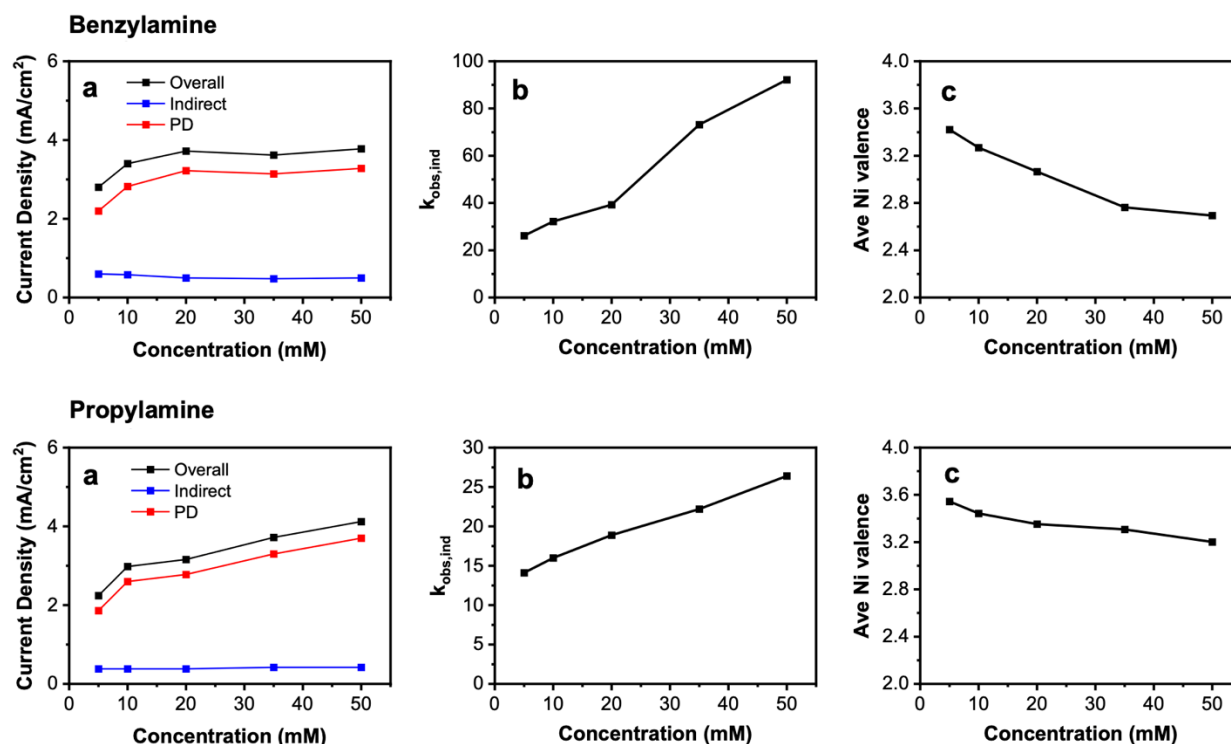 Benzylamine
a
Overall
Indirect
PD
Current Density (mA/cm²)
6
4
2
0
0 10 20 30 40 50
Concentration (mM)
b
k_obs,ind
100
80
60
40
20
0
0 10 20 30 40 50
Concentration (mM)
c
Ave Ni valence
4.0
3.6
3.2
2.8
2.4
2.0
0 10 20 30 40 50
Concentration (mM)
Propylamine
a
Overall
Indirect
PD
Current Density (mA/cm²)
6
4
2
0
0 10 20 30 40 50
Concentration (mM)
b
k_obs,ind
30
25
20
15
10
5
0
0 10 20 30 40 50
Concentration (mM)
c
Ave Ni valence
4.0
3.6
3.2
2.8
2.4
2.0
0 10 20 30 40 50
Concentration (mM)